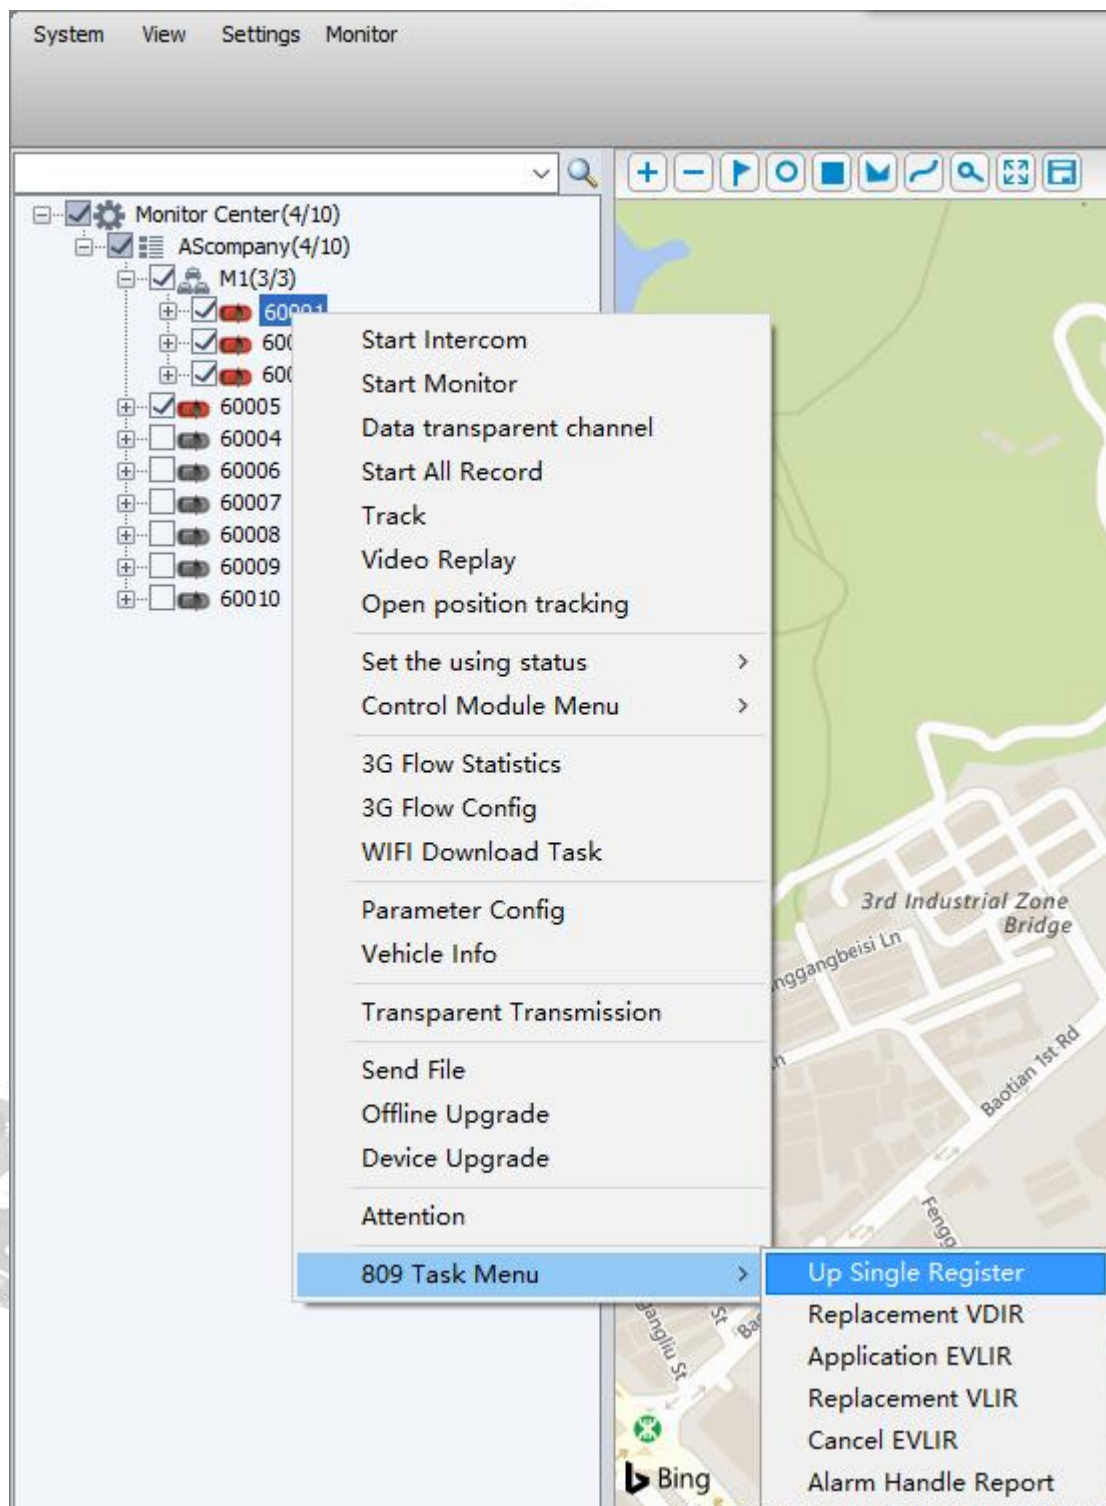 System View Settings Monitor
Monitor Center(4/10)
AScompany(4/10)
M1(3/3)
60001
60005
60004
60006
60007
60008
60009
60010
Start Intercom
Start Monitor
Data transparent channel
Start All Record
Track
Video Replay
Open position tracking
Set the using status
Control Module Menu
3G Flow Statistics
3G Flow Config
WIFI Download Task
Parameter Config
Vehicle Info
Transparent Transmission
Send File
Offline Upgrade
Device Upgrade
Attention
809 Task Menu
Up Single Register
Replacement VDIR
Application EVLIR
Replacement VLIR
Cancel EVLIR
Alarm Handle Report
3rd Industrial Zone
Bridge
Baotian 1st Rd
Bing